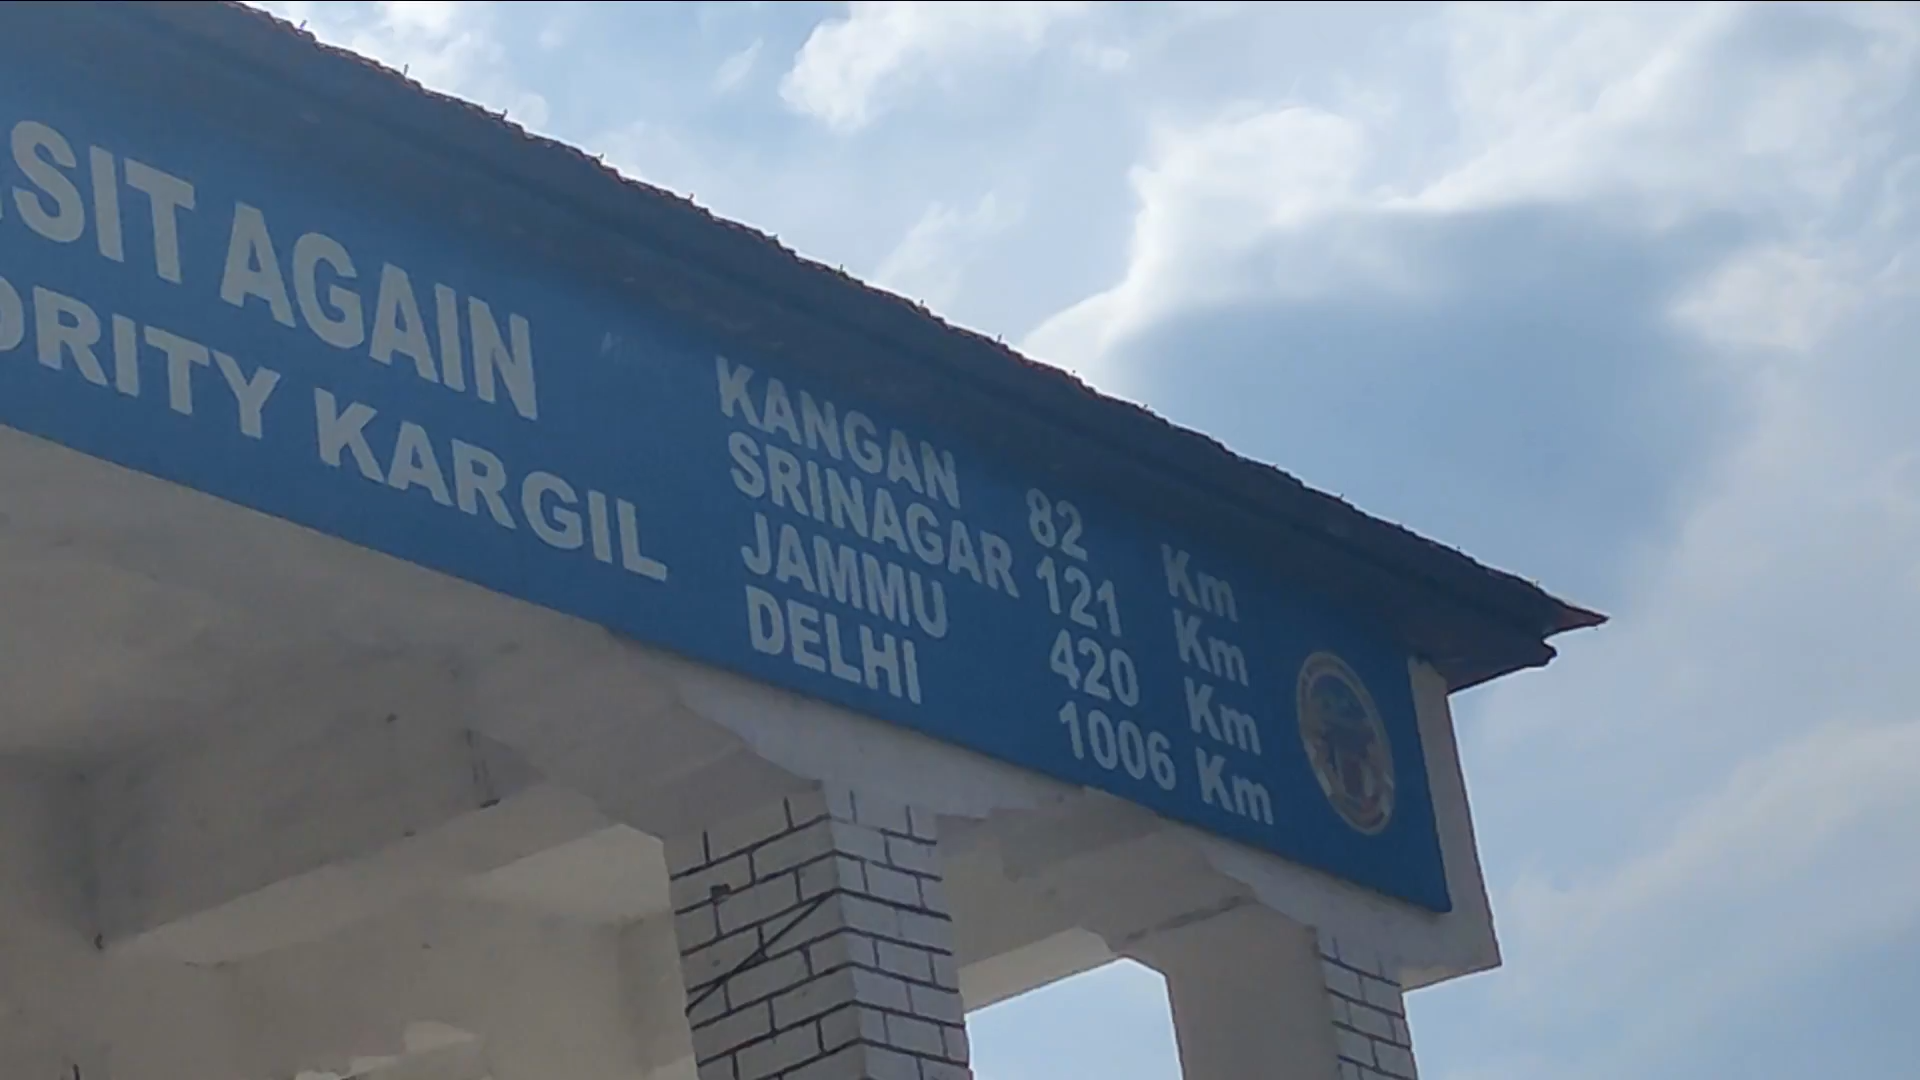 SIT AGAIN
ORITY KARGIL
KANGAN 82 Km
SRINAGAR 121 Km
JAMMU 420 Km
DELHI 1006 Km